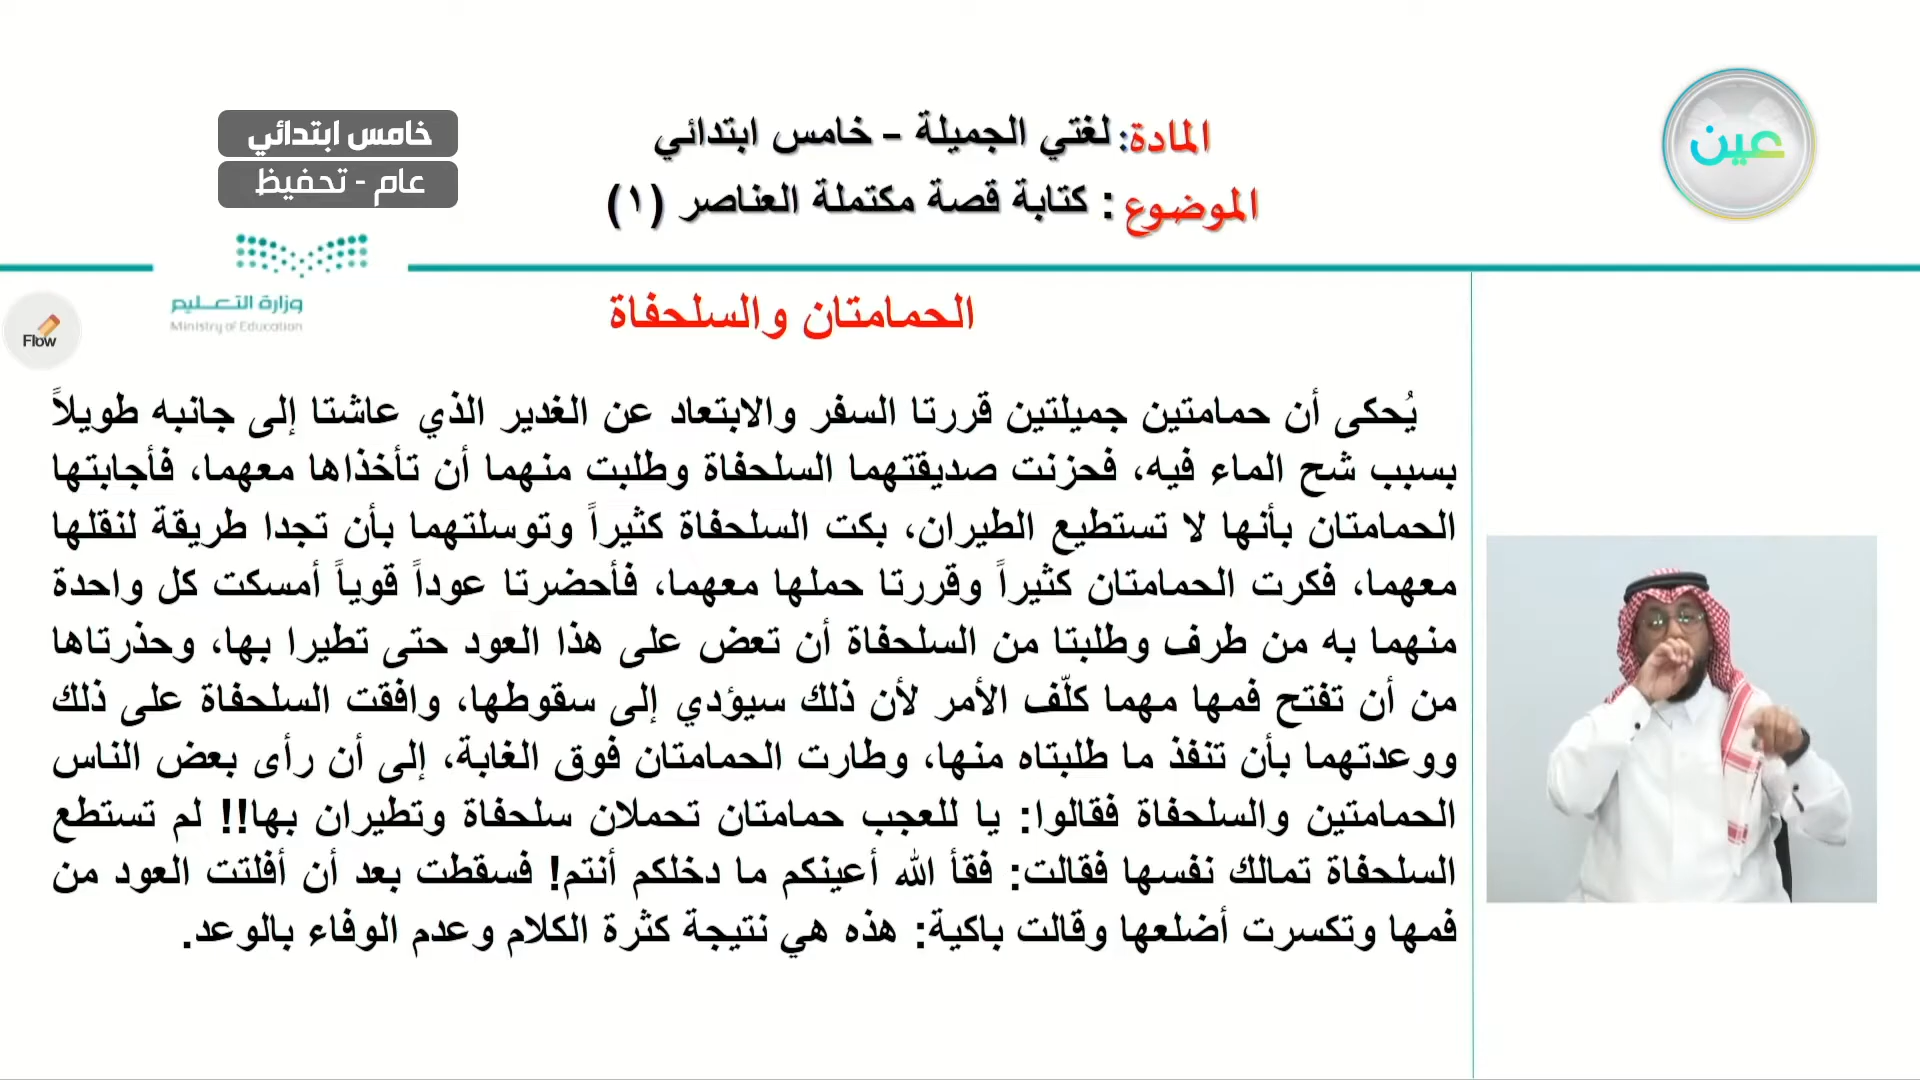 خامس ابتدائي
عام - تحفيظ
المادة: لغتي الجميلة – خامس ابتدائي
الموضوع : كتابة قصة مكتملة العناصر (١)
عين
وزارة التعليم
Ministry of Education
Flow
الحمامتان والسلحفاة
يُحكى أن حمامتين جميلتين قررتا السفر والابتعاد عن الغدير الذي عاشتا إلى جانبه طويلاً
بسبب شح الماء فيه، فحزنت صديقتهما السلحفاة وطلبت منهما أن تأخذاها معهما، فأجابتها
الحمامتان بأنها لا تستطيع الطيران، بكت السلحفاة كثيراً وتوسلتهما بأن تجدا طريقة لنقلها
معهما، فكرت الحمامتان كثيراً وقررتا حملها معهما، فأحضرتا عوداً قوياً أمسكت كل واحدة
منهما به من طرف وطلبتا من السلحفاة أن تعض على هذا العود حتى تطيرا بها، وحذرتاها
من أن تفتح فمها مهما كلّف الأمر لأن ذلك سيؤدي إلى سقوطها، وافقت السلحفاة على ذلك
ووعدتهما بأن تنفذ ما طلبتاه منها، وطارت الحمامتان فوق الغابة، إلى أن رأى بعض الناس
الحمامتين والسلحفاة فقالوا: يا للعجب حمامتان تحملان سلحفاة وتطيران بها!! لم تستطع
السلحفاة تمالك نفسها فقالت: فقأ الله أعينكم ما دخلكم أنتم! فسقطت بعد أن أفلتت العود من
فمها وتكسرت أضلعها وقالت باكية: هذه هي نتيجة كثرة الكلام وعدم الوفاء بالوعد.